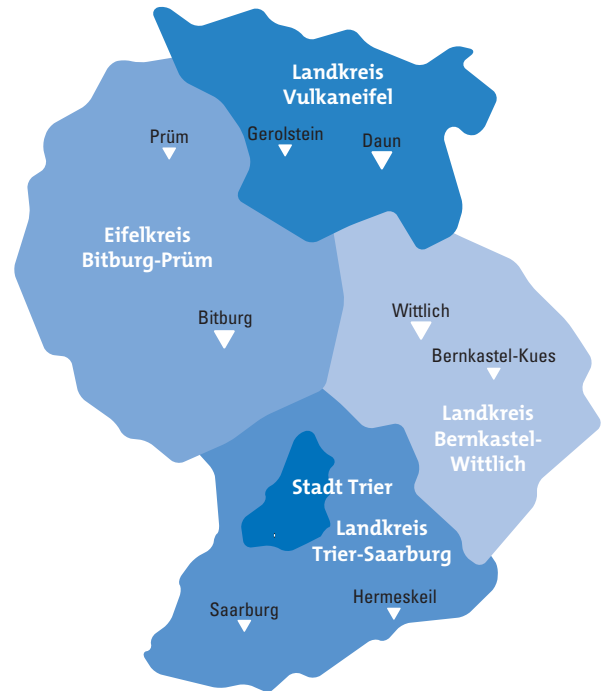 Landkreis
Vulkaneifel
Prüm
Gerolstein
Daun
Eifelkreis
Bitburg-Prüm
Bitburg
Wittlich
Bernkastel-Kues
Landkreis
Bernkastel-
Wittlich
Stadt Trier
Landkreis
Trier-Saarburg
Saarburg
Hermeskeil